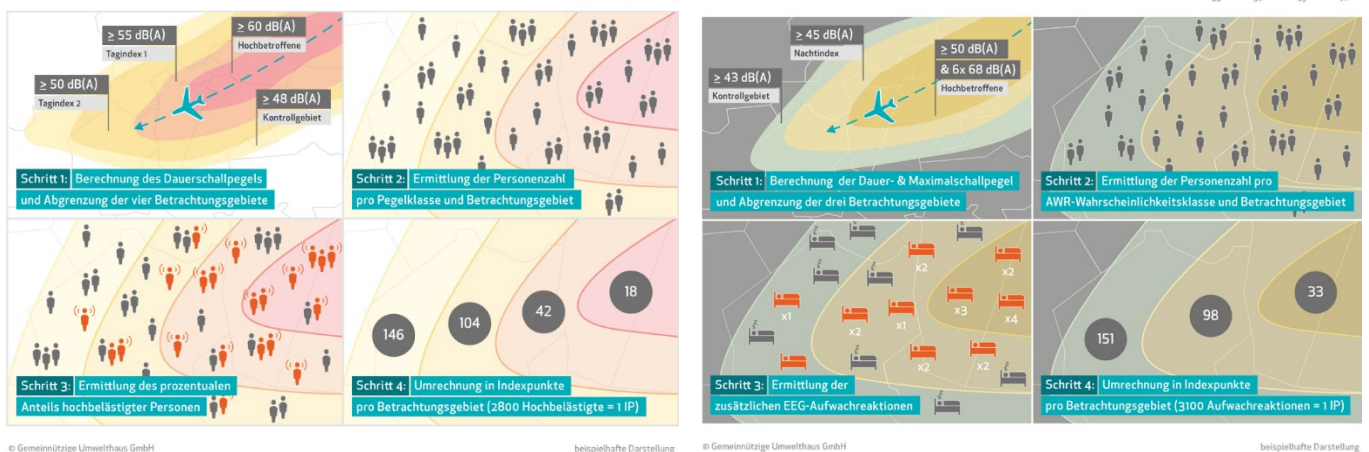 ≥ 60 dB(A)
Hochbetroffene
≥ 55 dB(A)
Tagindex 1
≥ 50 dB(A)
Tagindex 2
≥ 48 dB(A)
Kontrollgebiet
Schritt 1: Berechnung des Dauerschallpegels
und Abgrenzung der vier Betrachtungsgebiete
Schritt 2: Ermittlung der Personenzahl
pro Pegelklasse und Betrachtungsgebiet
Schritt 3: Ermittlung des prozentualen
Anteils hochbelästigter Personen
146
104
42
18
Schritt 4: Umrechnung in Indexpunkte
pro Betrachtungsgebiet (2800 Hochbelästigte = 1 IP)
© Gemeinnützige Umwelthaus GmbH
beispielhafte Darstellung
≥ 45 dB(A)
Nachtindex
≥ 50 dB(A)
& 6x 68 dB(A)
Hochbetroffene
≥ 43 dB(A)
Kontrollgebiet
Schritt 1: Berechnung der Dauer- & Maximalschallpegel
und Abgrenzung der drei Betrachtungsgebiete
Schritt 2: Ermittlung der Personenzahl pro
AWR-Wahrscheinlichkeitsklasse und Betrachtungsgebiet
x2
x2
x1
x2
x1
x3
x4
x2
x2
Schritt 3: Ermittlung der
zusätzlichen EEG-Aufwachreaktionen
151
98
33
Schritt 4: Umrechnung in Indexpunkte
pro Betrachtungsgebiet (3100 Aufwachreaktionen = 1 IP)
© Gemeinnützige Umwelthaus GmbH
beispielhafte Darstellung